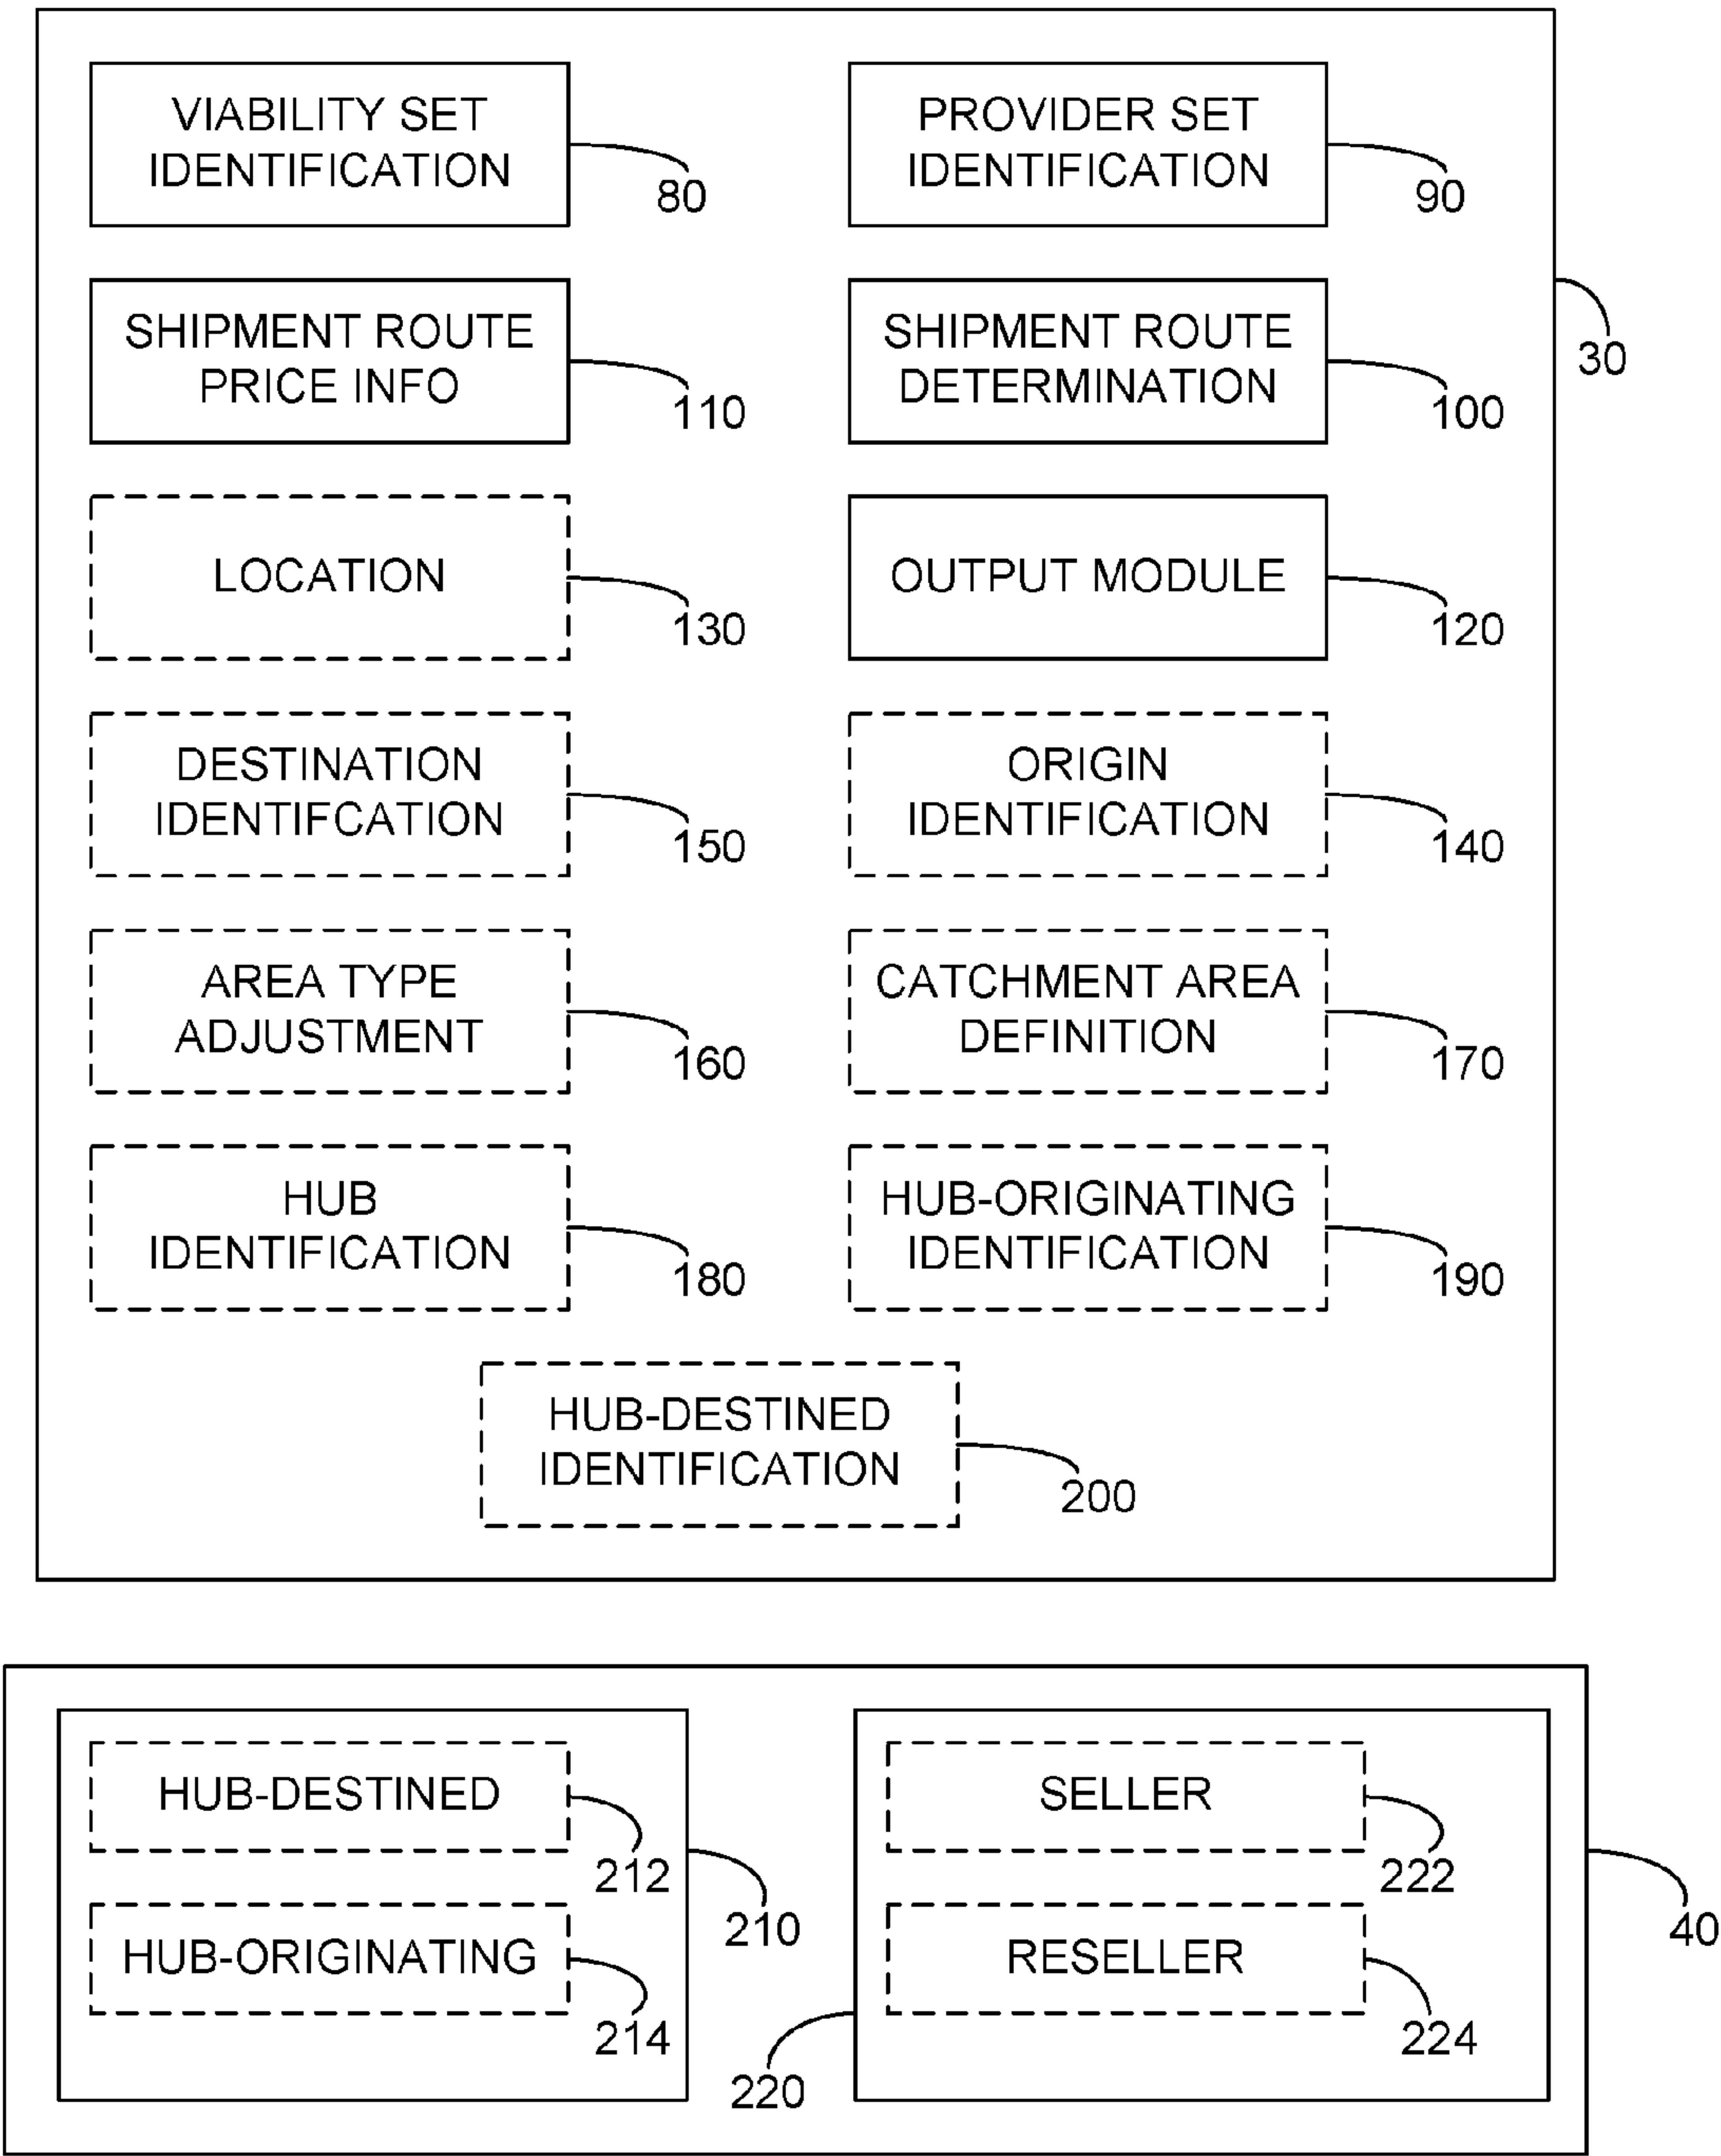 VIABILITY SET
IDENTIFICATION
80
PROVIDER SET
IDENTIFICATION
90
30
SHIPMENT ROUTE
PRICE INFO
110
SHIPMENT ROUTE
DETERMINATION
100
LOCATION
130
OUTPUT MODULE
120
DESTINATION
IDENTIFCATION
150
ORIGIN
IDENTIFICATION
140
AREA TYPE
ADJUSTMENT
160
CATCHMENT AREA
DEFINITION
170
HUB
IDENTIFICATION
180
HUB-ORIGINATING
IDENTIFICATION
190
HUB-DESTINED
IDENTIFICATION
200
HUB-DESTINED
212
HUB-ORIGINATING
214
210
SELLER
222
RESELLER
224
220
40